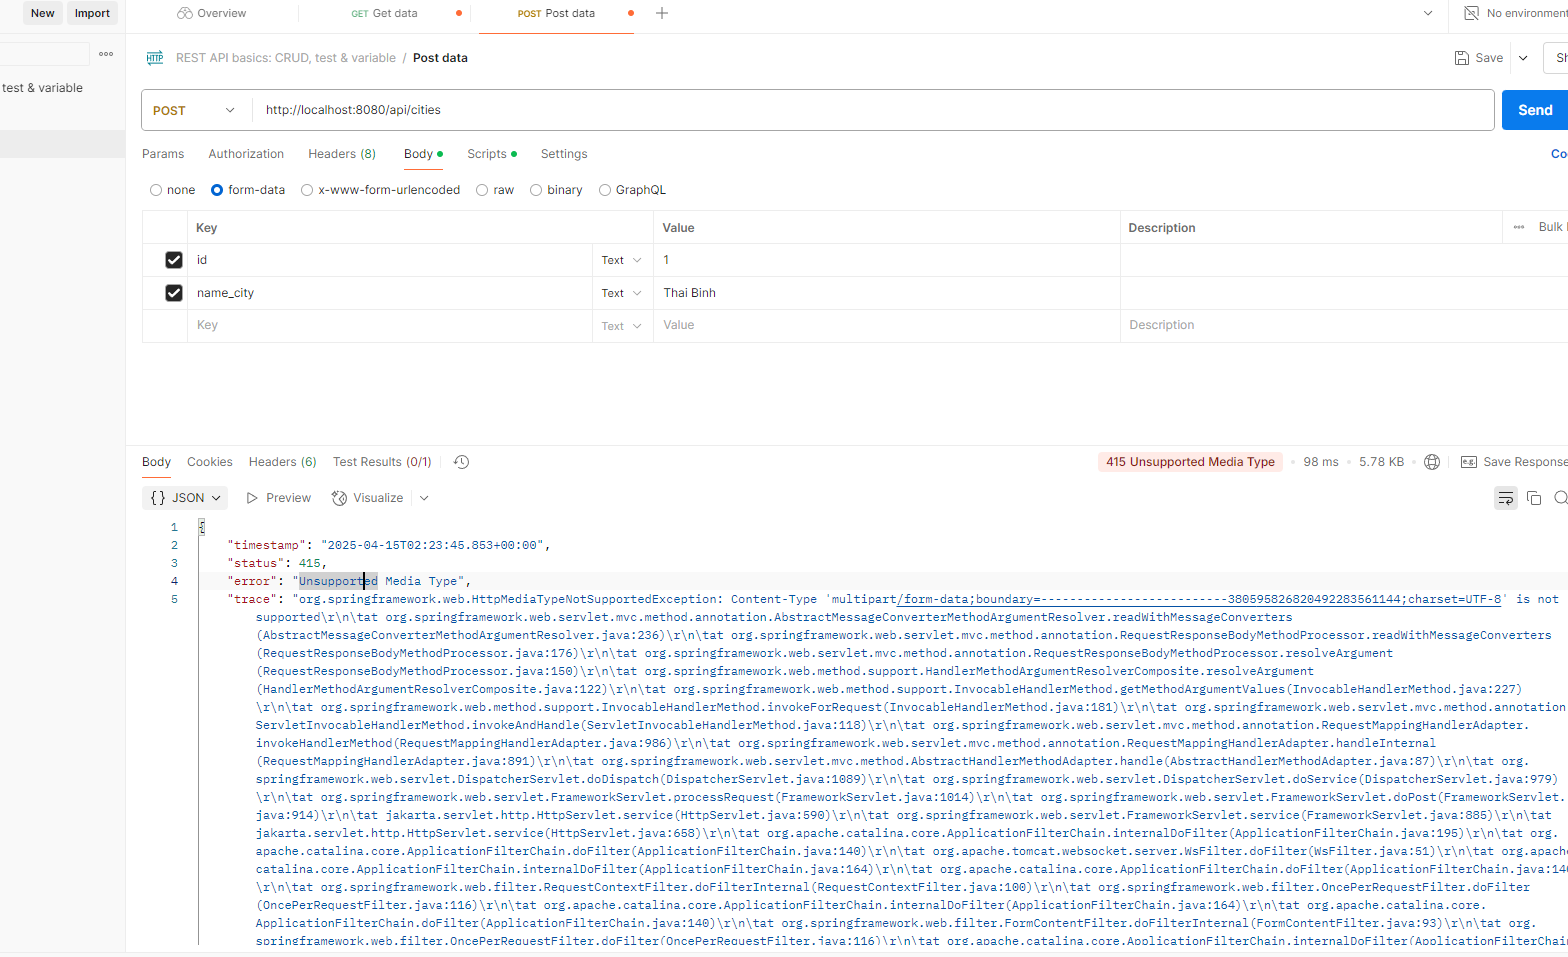 New Import Overview GET Get data POST Post data No environment
REST API basics: CRUD, test & variable / Post data Save Sh
test & variable
POST http://localhost:8080/api/cities Send
Params Authorization Headers (8) Body Scripts Settings Coo
none form-data x-www-form-urlencoded raw binary GraphQL
Key Value Description Bulk
id Text 1
name_city Text Thai Binh
Key Text Value Description
Body Cookies Headers (6) Test Results (0/1) 415 Unsupported Media Type 98 ms 5.78 KB e.g. Save Response
{} JSON Preview Visualize
1 {
2 "timestamp": "2025-04-15T02:23:45.853+00:00",
3 "status": 415,
4 "error": "Unsupported Media Type",
5 "trace": "org.springframework.web.HttpMediaTypeNotSupportedException: Content-Type 'multipart/form-data;boundary=--------------------------380595826820492283561144;charset=UTF-8' is not
supported\r\n\tat org.springframework.web.servlet.mvc.method.annotation.AbstractMessageConverterMethodArgumentResolver.readWithMessageConverters
(AbstractMessageConverterMethodArgumentResolver.java:236)\r\n\tat org.springframework.web.servlet.mvc.method.annotation.RequestResponseBodyMethodProcessor.readWithMessageConverters
(RequestResponseBodyMethodProcessor.java:176)\r\n\tat org.springframework.web.servlet.mvc.method.annotation.RequestResponseBodyMethodProcessor.resolveArgument
(RequestResponseBodyMethodProcessor.java:150)\r\n\tat org.springframework.web.method.support.HandlerMethodArgumentResolverComposite.resolveArgument
(HandlerMethodArgumentResolverComposite.java:122)\r\n\tat org.springframework.web.method.support.InvocableHandlerMethod.getMethodArgumentValues(InvocableHandlerMethod.java:227)
\r\n\tat org.springframework.web.method.support.InvocableHandlerMethod.invokeForRequest(InvocableHandlerMethod.java:181)\r\n\tat org.springframework.web.servlet.mvc.method.annotation
ServletInvocableHandlerMethod.invokeAndHandle(ServletInvocableHandlerMethod.java:118)\r\n\tat org.springframework.web.servlet.mvc.method.annotation.RequestMappingHandlerAdapter.
invokeHandlerMethod(RequestMappingHandlerAdapter.java:986)\r\n\tat org.springframework.web.servlet.mvc.method.annotation.RequestMappingHandlerAdapter.handleInternal
(RequestMappingHandlerAdapter.java:891)\r\n\tat org.springframework.web.servlet.mvc.method.AbstractHandlerMethodAdapter.handle(AbstractHandlerMethodAdapter.java:87)\r\n\tat org.
springframework.web.servlet.DispatcherServlet.doDispatch(DispatcherServlet.java:1089)\r\n\tat org.springframework.web.servlet.DispatcherServlet.doService(DispatcherServlet.java:979)
\r\n\tat org.springframework.web.servlet.FrameworkServlet.processRequest(FrameworkServlet.java:1014)\r\n\tat org.springframework.web.servlet.FrameworkServlet.doPost(FrameworkServlet.
java:914)\r\n\tat jakarta.servlet.http.HttpServlet.service(HttpServlet.java:590)\r\n\tat org.springframework.web.servlet.FrameworkServlet.service(FrameworkServlet.java:885)\r\n\tat
jakarta.servlet.http.HttpServlet.service(HttpServlet.java:658)\r\n\tat org.apache.catalina.core.ApplicationFilterChain.internalDoFilter(ApplicationFilterChain.java:195)\r\n\tat org.
apache.catalina.core.ApplicationFilterChain.doFilter(ApplicationFilterChain.java:140)\r\n\tat org.apache.tomcat.websocket.server.WsFilter.doFilter(WsFilter.java:51)\r\n\tat org.apache
catalina.core.ApplicationFilterChain.internalDoFilter(ApplicationFilterChain.java:164)\r\n\tat org.apache.catalina.core.ApplicationFilterChain.doFilter(ApplicationFilterChain.java:140
\r\n\tat org.springframework.web.filter.RequestContextFilter.doFilterInternal(RequestContextFilter.java:100)\r\n\tat org.springframework.web.filter.OncePerRequestFilter.doFilter
(OncePerRequestFilter.java:116)\r\n\tat org.apache.catalina.core.ApplicationFilterChain.internalDoFilter(ApplicationFilterChain.java:164)\r\n\tat org.apache.catalina.core.
ApplicationFilterChain.doFilter(ApplicationFilterChain.java:140)\r\n\tat org.springframework.web.filter.FormContentFilter.doFilterInternal(FormContentFilter.java:93)\r\n\tat org.
springframework.web.filter.OncePerRequestFilter.doFilter(OncePerRequestFilter.java:116)\r\n\tat org.apache.catalina.core.ApplicationFilterChain.internalDoFilter(ApplicationFilterChain